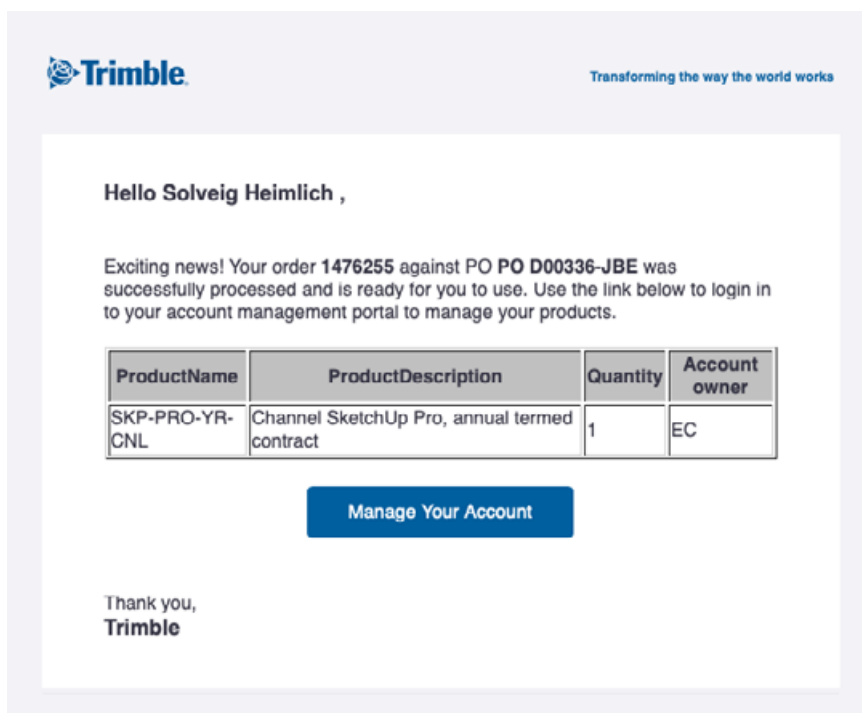 Trimble.
Transforming the way the world works
Hello Solveig Heimlich ,
Exciting news! Your order 1476255 against PO PO D00336-JBE was
successfully processed and is ready for you to use. Use the link below to login in
to your account management portal to manage your products.
ProductName ProductDescription Quantity Account
owner
SKP-PRO-YR- Channel SketchUp Pro, annual termed 1 EC
CNL contract
Manage Your Account
Thank you,
Trimble